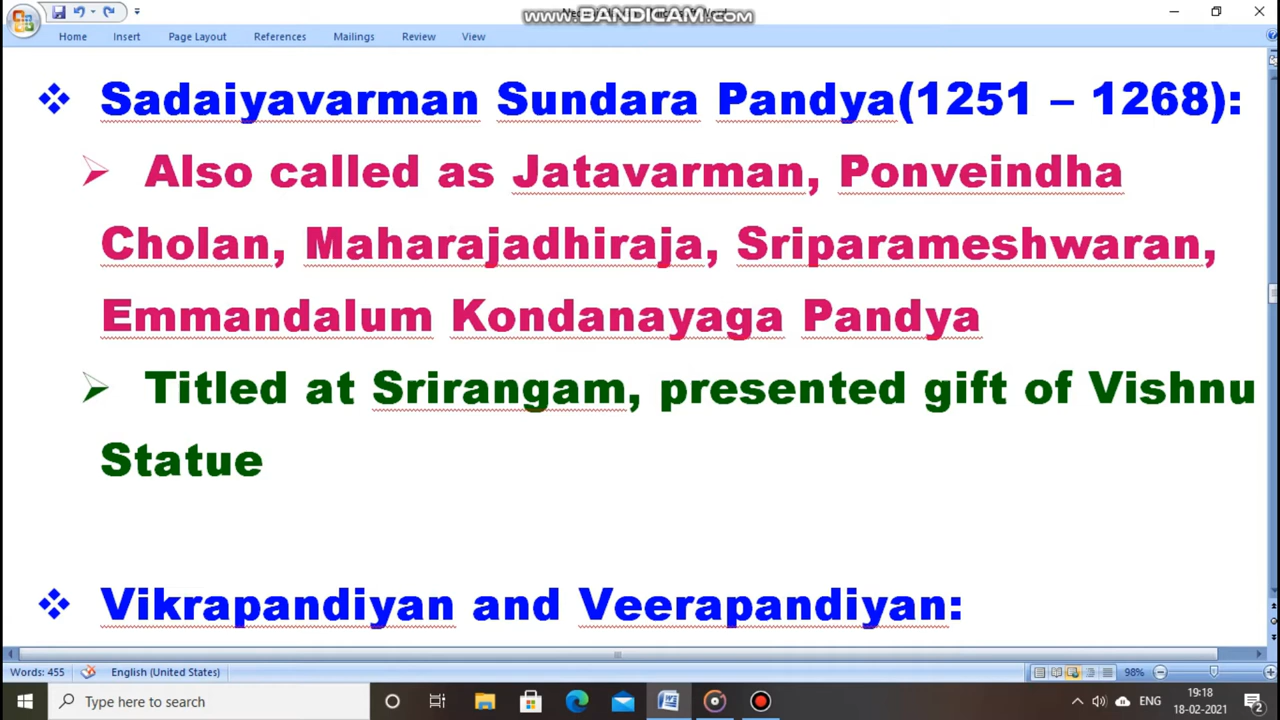 www.BANDICAM.com
Home Insert Page Layout References Mailings Review View
Sadaiyavarman Sundara Pandya(1251 – 1268):
Also called as Jatavarman, Ponveindha
Cholan, Maharajadhiraja, Sriparameshwaran,
Emmandalum Kondanayaga Pandya
Titled at Srirangam, presented gift of Vishnu
Statue
Vikrapandiyan and Veerapandiyan:
Words: 455 English (United States) 98%
Type here to search ENG 19:18
18-02-2021 2